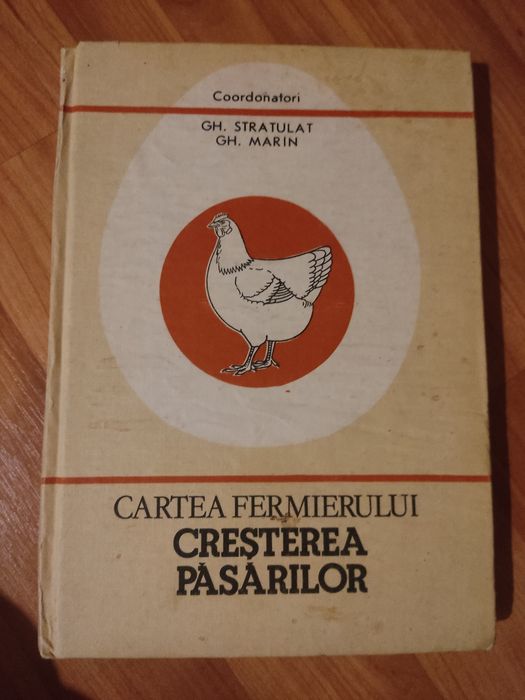 Coordonatori
GH. STRATULAT
GH. MARIN
CARTEA FERMIERULUI
CREȘTEREA
PĂSĂRILOR